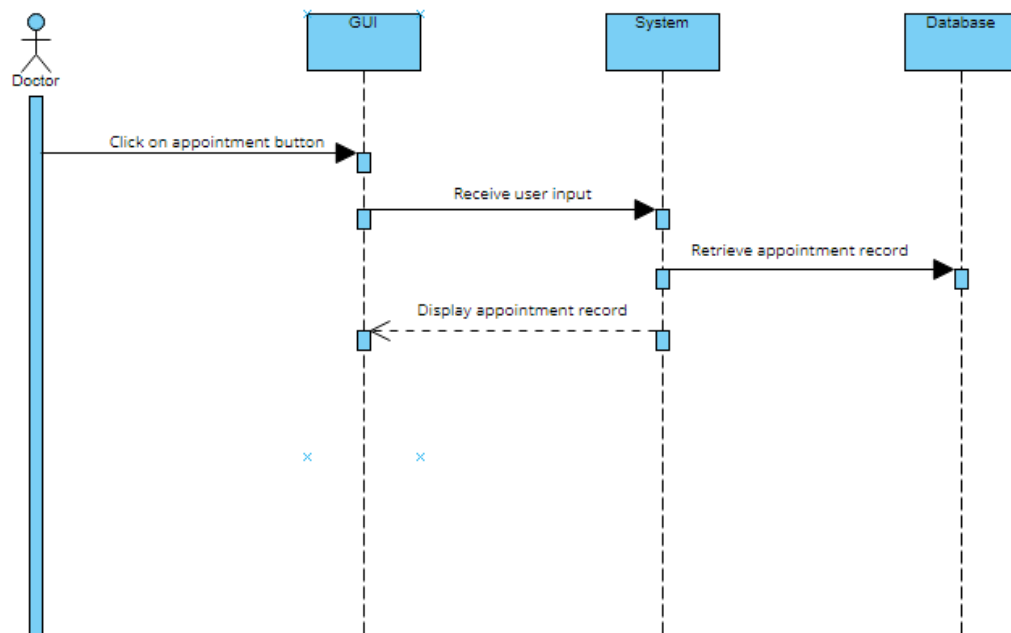 GUI
System
Database
Doctor
Click on appointment button
Receive user input
Retrieve appointment record
Display appointment record